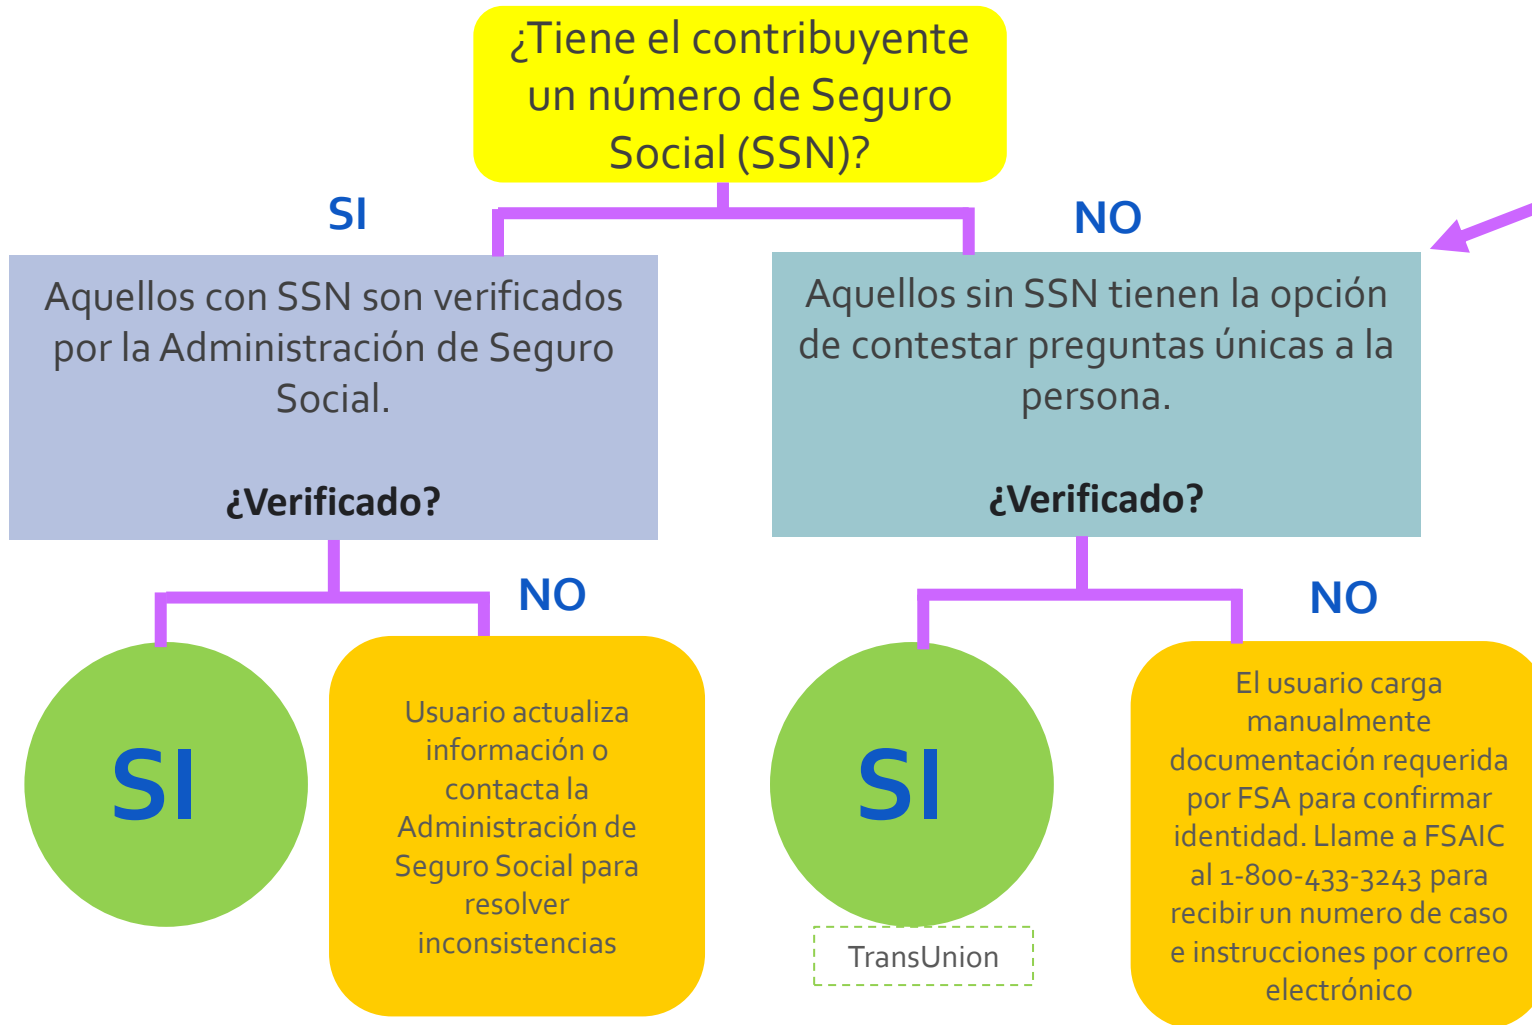 ¿Tiene el contribuyente
un número de Seguro
Social (SSN)?
SI
NO
Aquellos con SSN son verificados
por la Administración de Seguro
Social.
¿Verificado?
Aquellos sin SSN tienen la opción
de contestar preguntas únicas a la
persona.
¿Verificado?
NO
SI
Usuario actualiza
información o
contacta la
Administración de
Seguro Social para
resolver
inconsistencias
NO
SI
TransUnion
El usuario carga
manualmente
documentación requerida
por FSA para confirmar
identidad. Llame a FSAIC
al 1-800-433-3243 para
recibir un numero de caso
e instrucciones por correo
electrónico